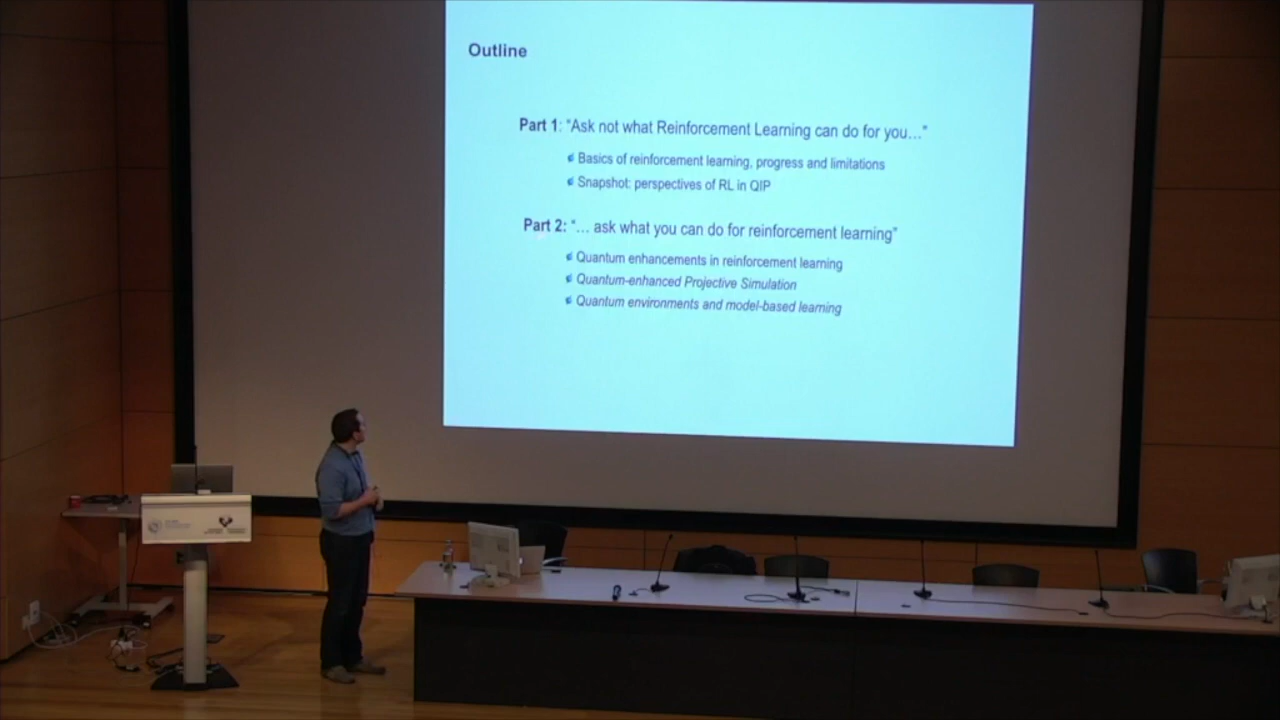 Outline
Part 1: "Ask not what Reinforcement Learning can do for you…"
Basics of reinforcement learning, progress and limitations
Snapshot: perspectives of RL in QIP
Part 2: "… ask what you can do for reinforcement learning"
Quantum enhancements in reinforcement learning
Quantum-enhanced Projective Simulation
Quantum environments and model-based learning